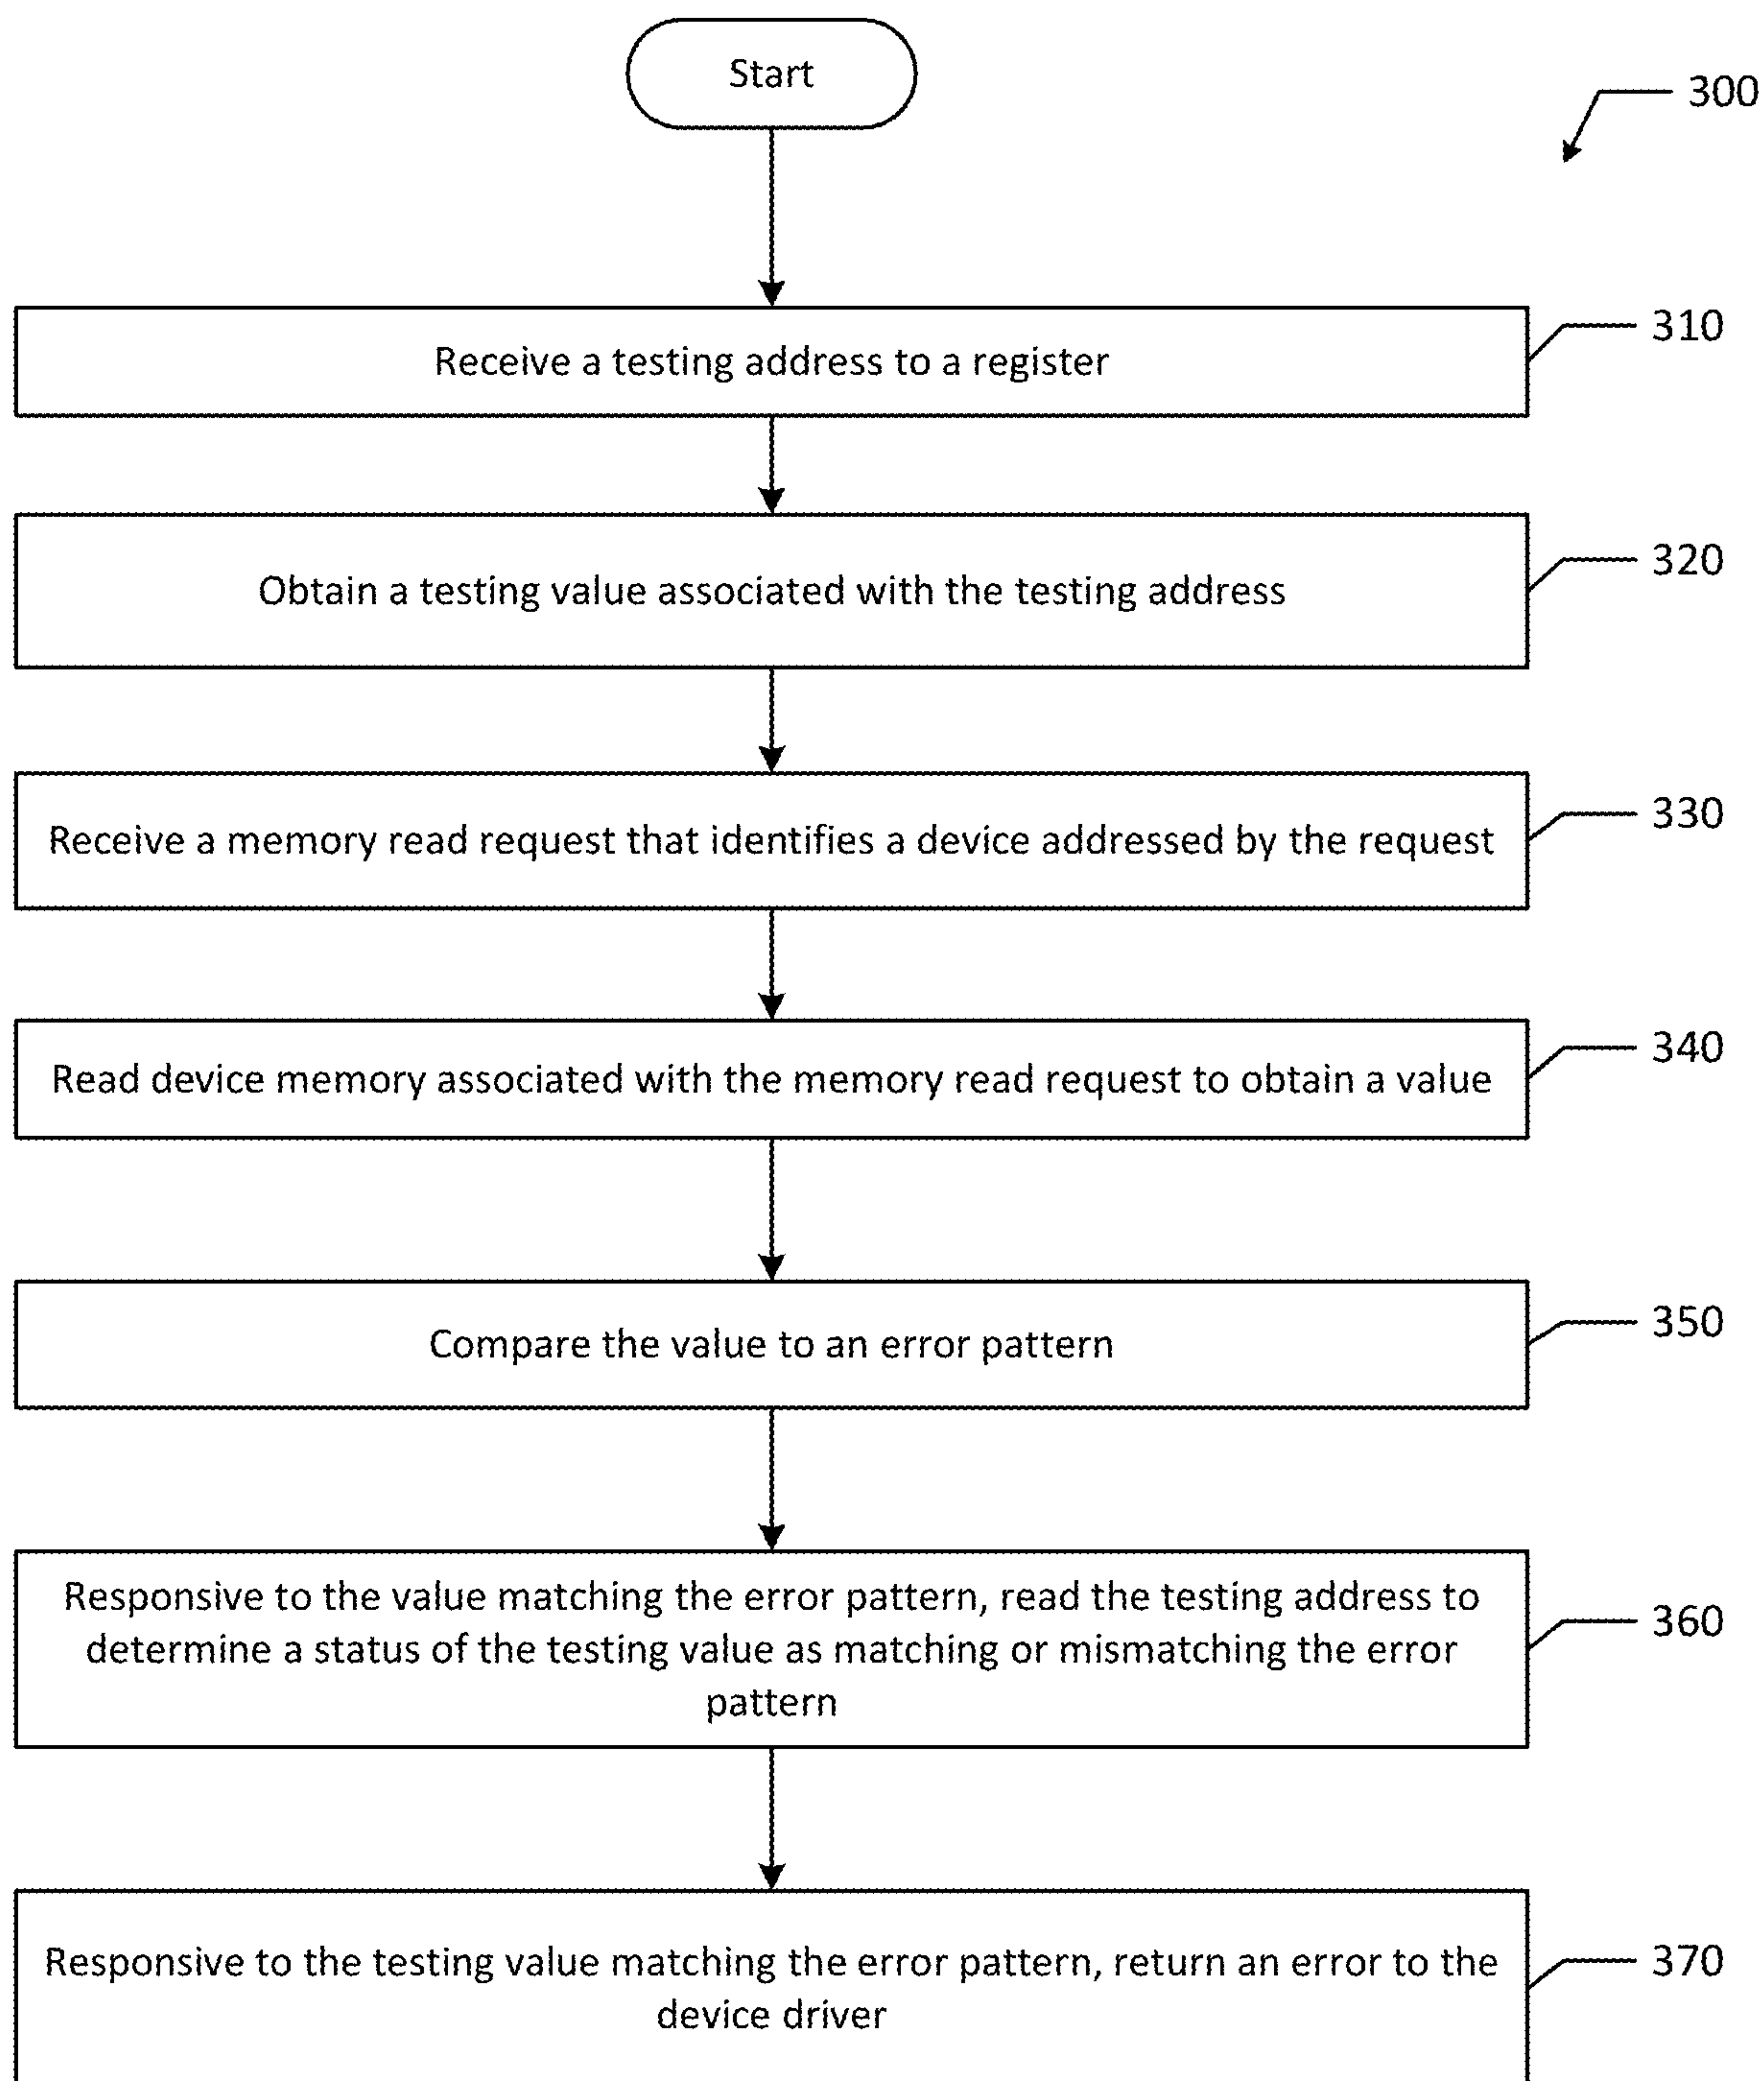 Start
300
Receive a testing address to a register
310
Obtain a testing value associated with the testing address
320
Receive a memory read request that identifies a device addressed by the request
330
Read device memory associated with the memory read request to obtain a value
340
Compare the value to an error pattern
350
Responsive to the value matching the error pattern, read the testing address to
determine a status of the testing value as matching or mismatching the error
pattern
360
Responsive to the testing value matching the error pattern, return an error to the
device driver
370